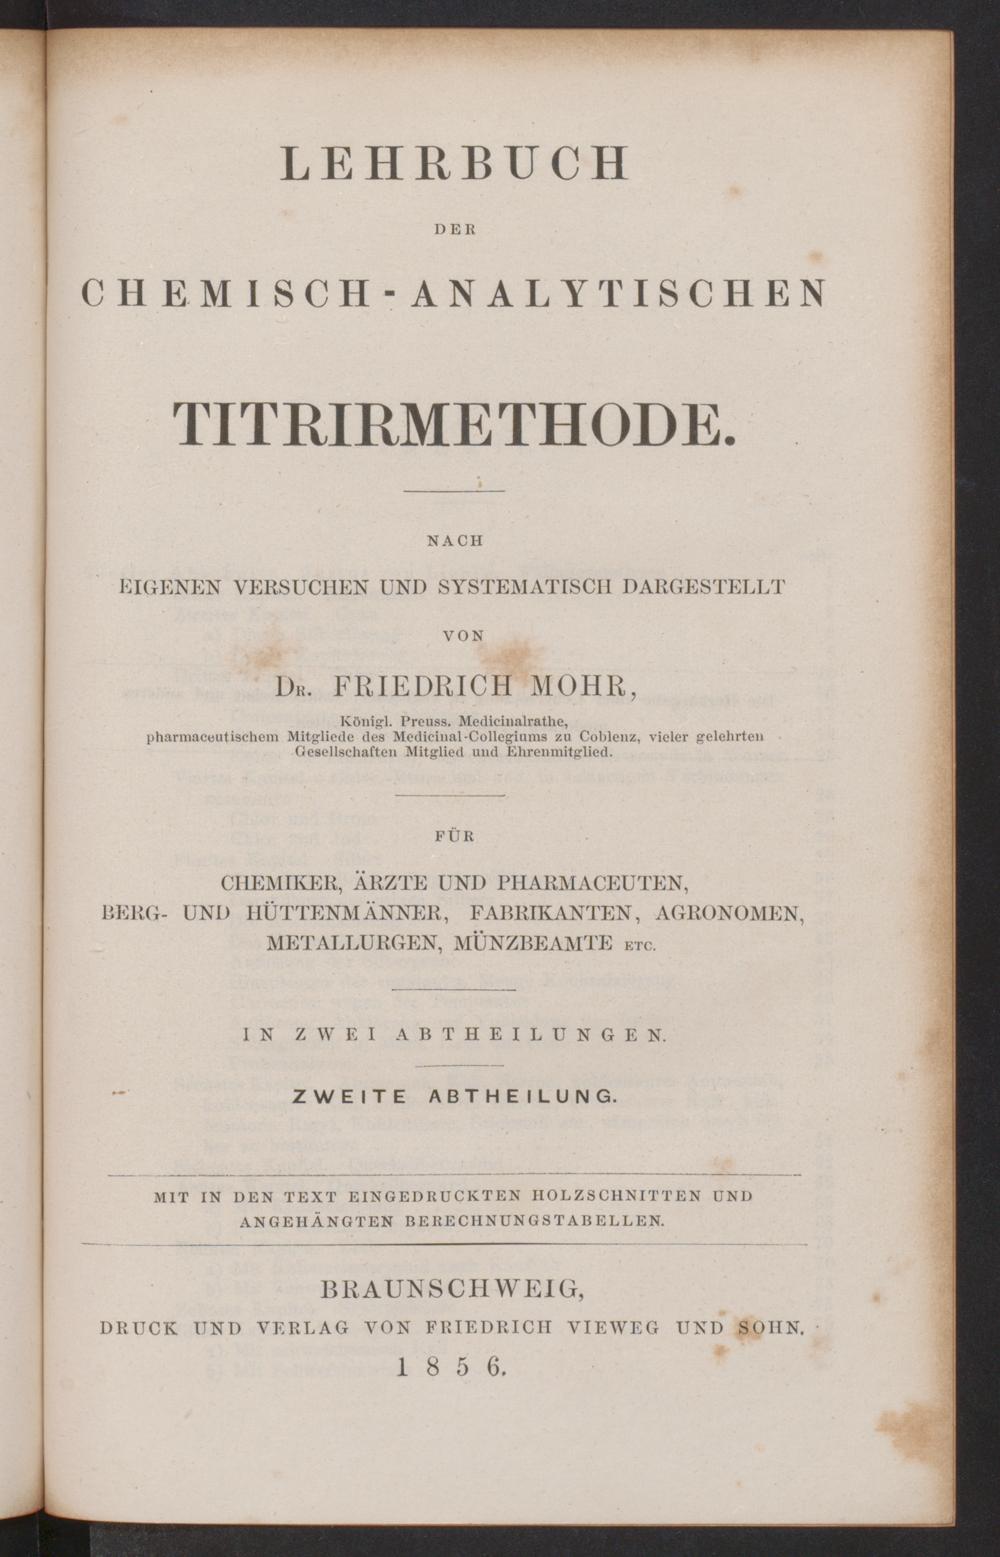 LEHRBUCH
DER
CHEMISCH-ANALYTISCHEN
TITRIRMETHODE.
NACH
EIGENEN VERSUCHEN UND SYSTEMATISCH DARGESTELLT
VON
DR. FRIEDRICH MOHR,
Königl. Preuss. Medicinalrathe,
pharmaceutischem Mitgliede des Medicinal-Collegiums zu Coblenz, vieler gelehrten
Gesellschaften Mitglied und Ehrenmitglied.
FÜR
CHEMIKER, ÄRZTE UND PHARMACEUTEN,
BERG- UND HÜTTENMÄNNER, FABRIKANTEN, AGRONOMEN,
METALLURGEN, MÜNZBEAMTE ETC.
IN ZWEI ABTHEILUNGEN.
ZWEITE ABTHEILUNG.
MIT IN DEN TEXT EINGEDRUCKTEN HOLZSCHNITTEN UND
ANGEHÄNGTEN BERECHNUNGSTABELLEN.
BRAUNSCHWEIG,
DRUCK UND VERLAG VON FRIEDRICH VIEWEG UND SOHN.
1856.